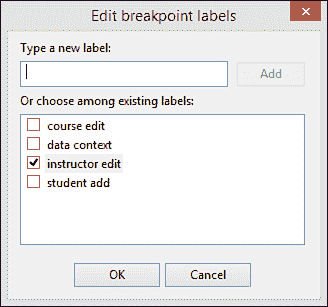 Edit breakpoint labels
Type a new label:
Add
Or choose among existing labels:
course edit
data context
instructor edit
student add
OK
Cancel